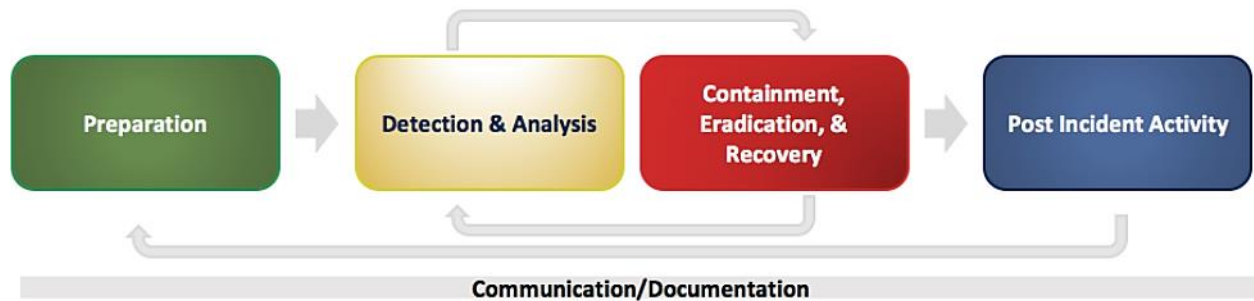 Preparation
Detection & Analysis
Containment,
Eradication, &
Recovery
Post Incident Activity
Communication/Documentation